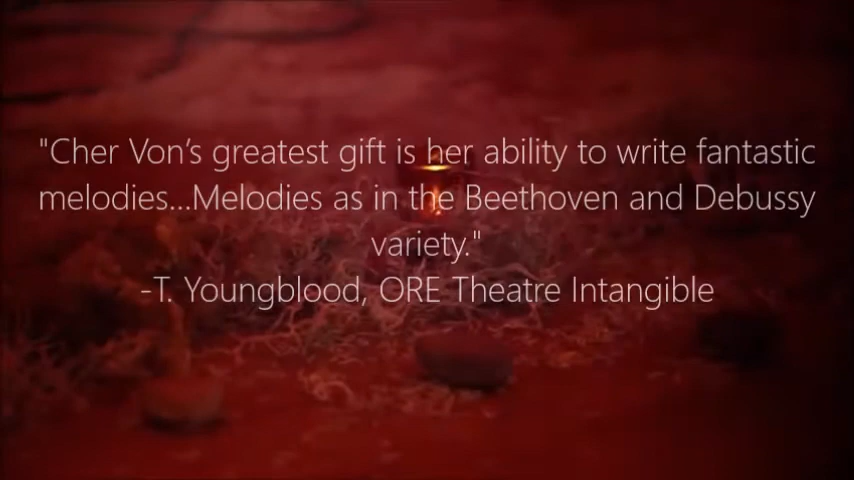 "Cher Von’s greatest gift is her ability to write fantastic
melodies...Melodies as in the Beethoven and Debussy
variety."
-T. Youngblood, ORE Theatre Intangible